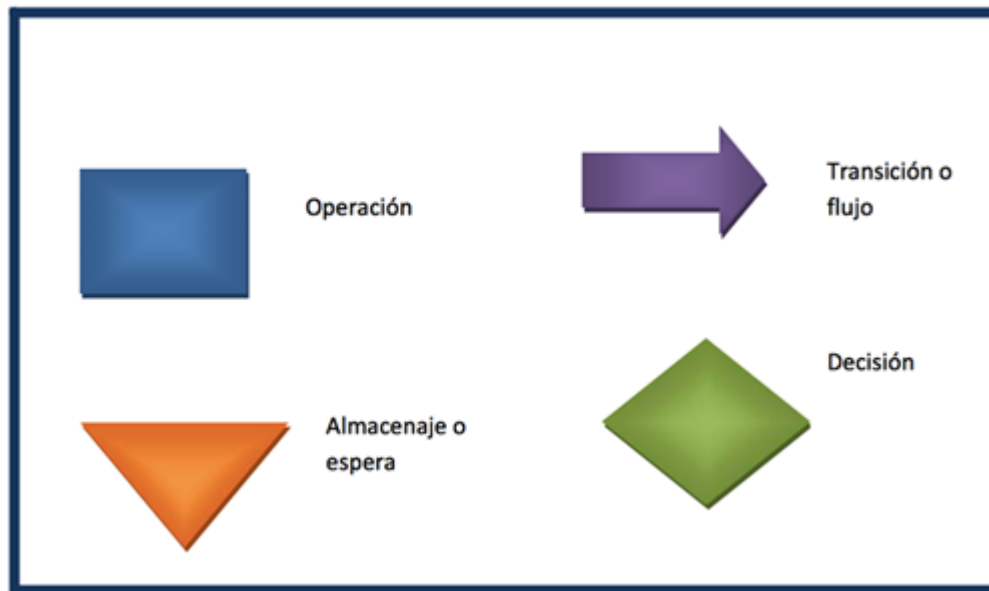 Operación
Transición o
flujo
Almacenaje o
espera
Decisión